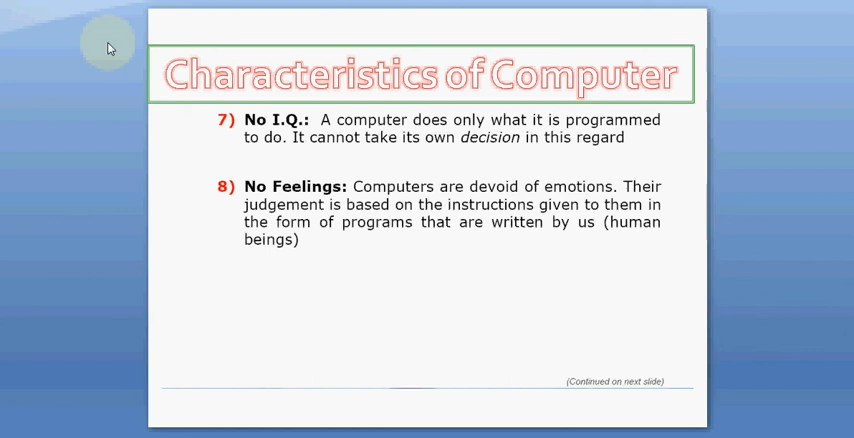 Characteristics of Computer
7) No I.Q.: A computer does only what it is programmed
to do. It cannot take its own decision in this regard
8) No Feelings: Computers are devoid of emotions. Their
judgement is based on the instructions given to them in
the form of programs that are written by us (human
beings)
(Continued on next slide)